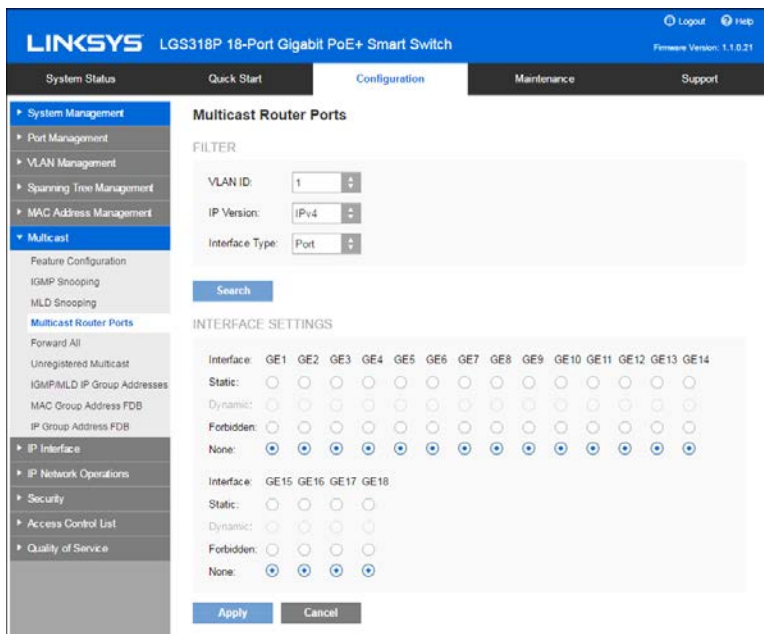 Logout Help
LINKSYS LGS318P 18-Port Gigabit PoE+ Smart Switch
Firmware Version: 1.1.0.21
System Status Quick Start Configuration Maintenance Support
System Management
Port Management
VLAN Management
Spanning Tree Management
MAC Address Management
Multicast
Feature Configuration
IGMP Snooping
MLD Snooping
Multicast Router Ports
Forward All
Unregistered Multicast
IGMP/MLD IP Group Addresses
MAC Group Address FDB
IP Group Address FDB
IP Interface
IP Network Operations
Security
Access Control List
Quality of Service
Multicast Router Ports
FILTER
VLAN ID: 1
IP Version: IPv4
Interface Type: Port
Search
INTERFACE SETTINGS
Interface: GE1 GE2 GE3 GE4 GE5 GE6 GE7 GE8 GE9 GE10 GE11 GE12 GE13 GE14
Static:
Dynamic:
Forbidden:
None:
Interface: GE15 GE16 GE17 GE18
Static:
Dynamic:
Forbidden:
None:
Apply Cancel